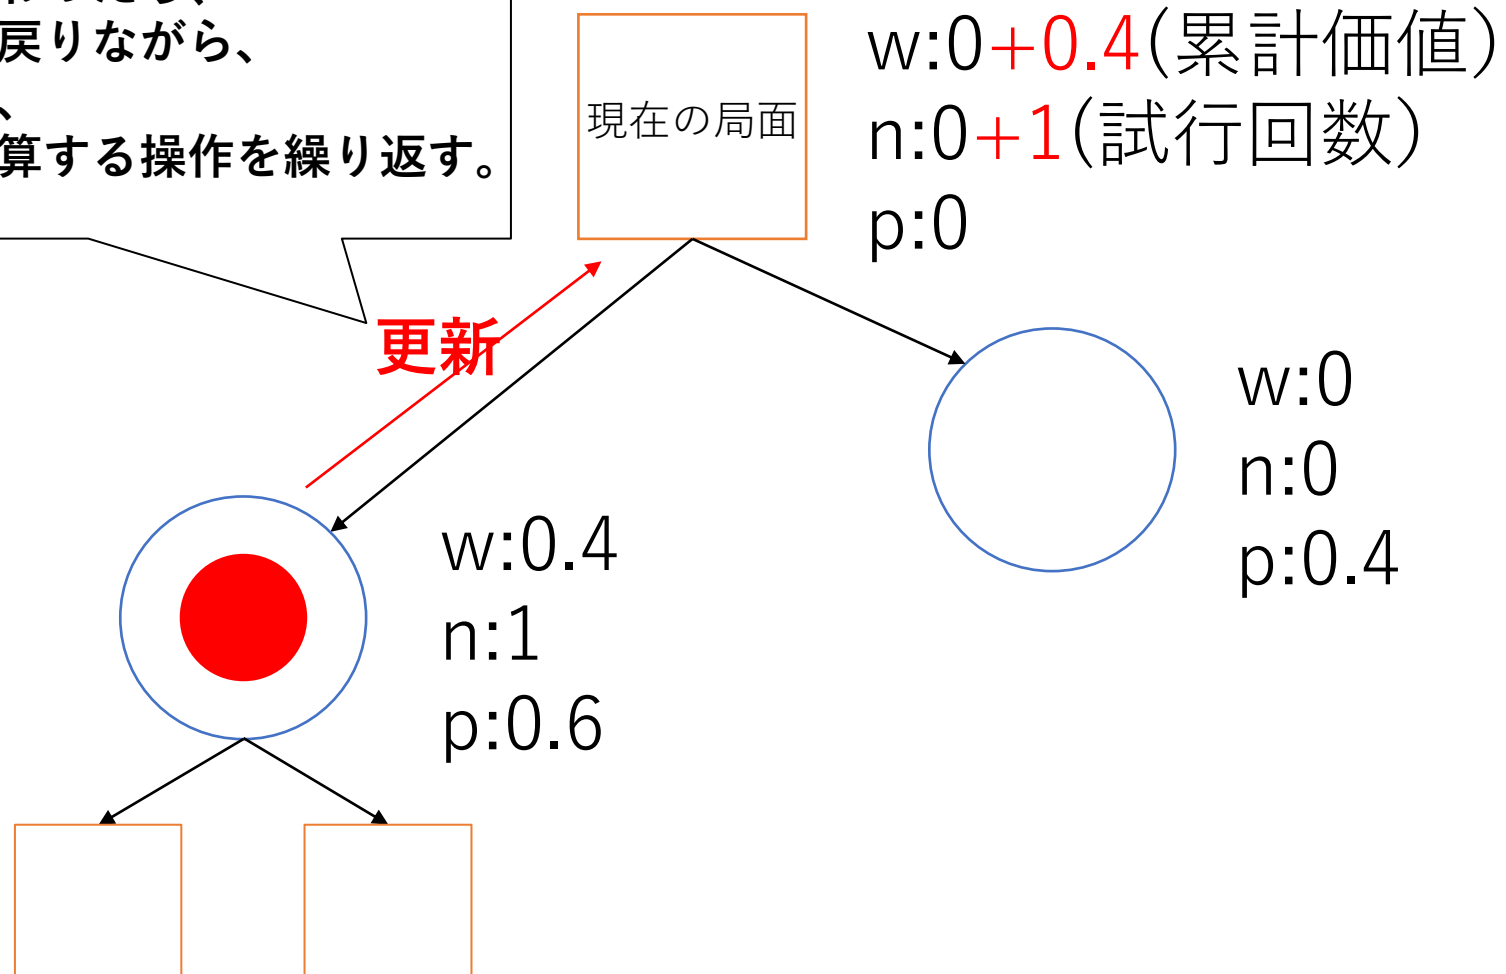 戻りながら、
、
算する操作を繰り返す。
現在の局面
w:0+0.4(累計価値)
n:0+1(試行回数)
p:0
更新
w:0
n:0
p:0.4
w:0.4
n:1
p:0.6